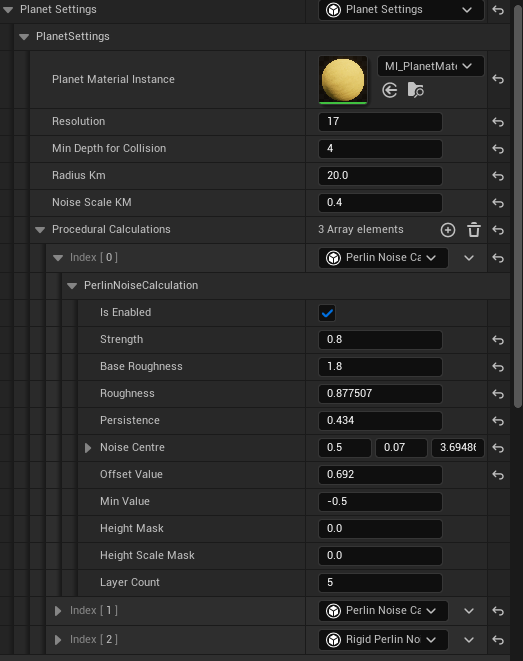 Planet Settings Planet Settings
PlanetSettings
Planet Material Instance MI_PlanetMate
Resolution 17
Min Depth for Collision 4
Radius Km 20.0
Noise Scale KM 0.4
Procedural Calculations 3 Array elements
Index [ 0 ] Perlin Noise Ca
PerlinNoiseCalculation
Is Enabled
Strength 0.8
Base Roughness 1.8
Roughness 0.877507
Persistence 0.434
Noise Centre 0.5 0.07 3.69486
Offset Value 0.692
Min Value -0.5
Height Mask 0.0
Height Scale Mask 0.0
Layer Count 5
Index [ 1 ] Perlin Noise Ca
Index [ 2 ] Rigid Perlin No